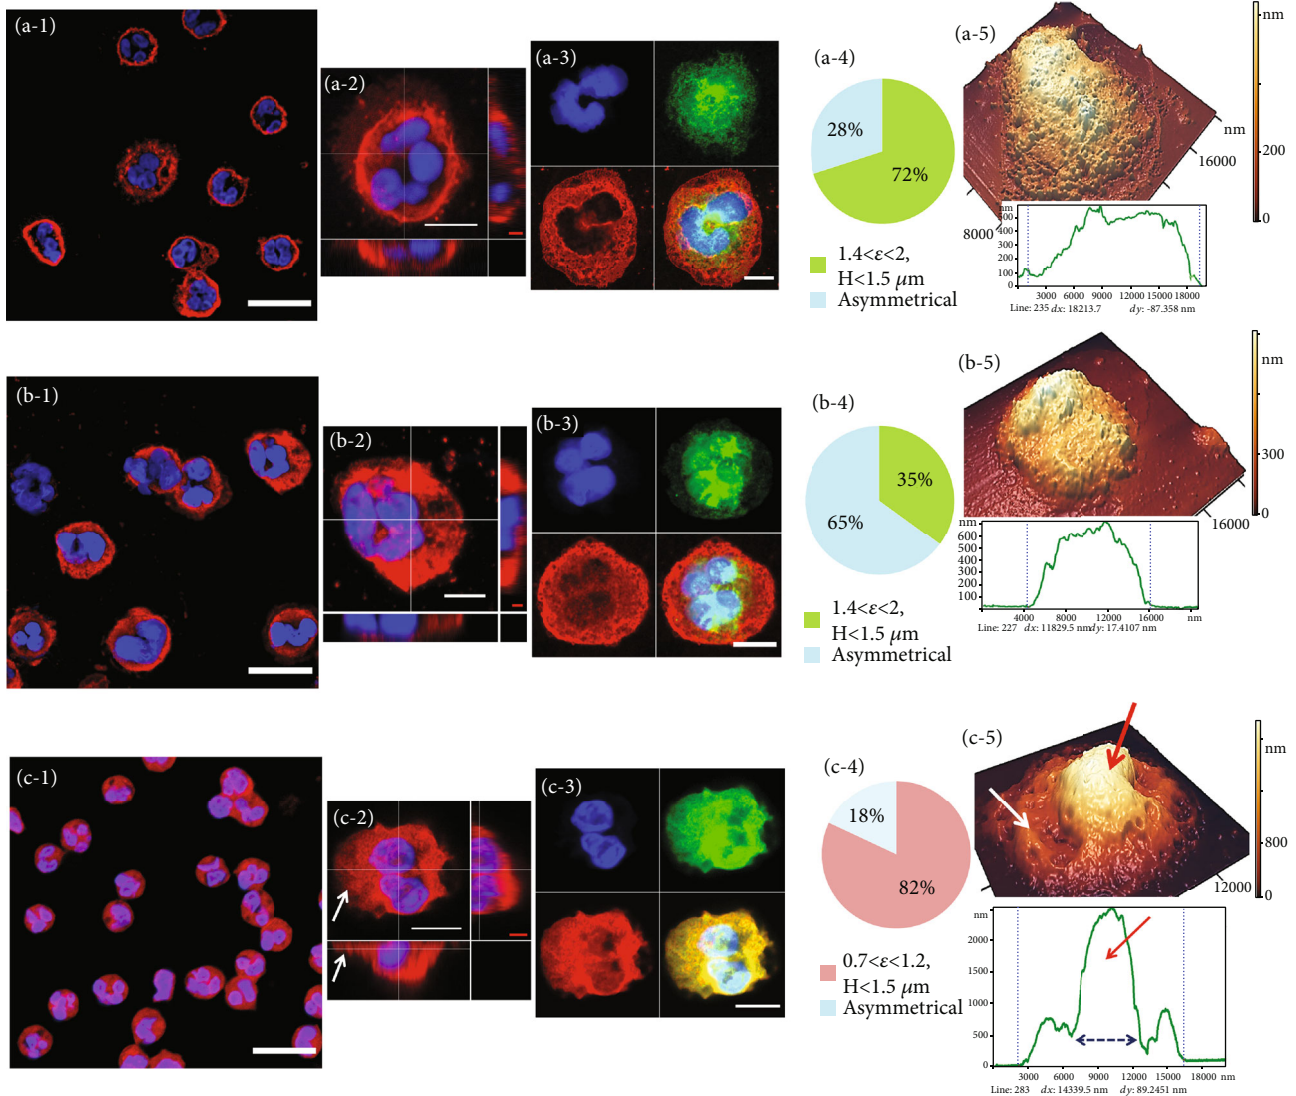 (a-1)
(a-2)
(a-3)
(a-4)
28%
72%
1.4<ε<2,
H<1.5 μm
Asymmetrical
(a-5)
nm
200
0
nm
16000
8000
nm
500
400
300
200
100
0
3000 6000 9000 12000 15000 18000
Line: 235 dx: 18213.7 dy: -87.358 nm
(b-1)
(b-2)
(b-3)
(b-4)
35%
65%
1.4<ε<2,
H<1.5 μm
Asymmetrical
(b-5)
nm
300
0
16000
nm
600
500
400
300
200
100
4000 8000 12000 16000 nm
Line: 227 dx: 11829.5 nm dy: 17.4107 nm
(c-1)
(c-2)
(c-3)
(c-4)
18%
82%
0.7<ε<1.2,
H<1.5 μm
Asymmetrical
(c-5)
nm
800
0
12000
nm
2000
1500
1000
500
0
3000 6000 9000 12000 15000 18000 nm
Line: 283 dx: 14339.5 nm dy: 89.2451 nm